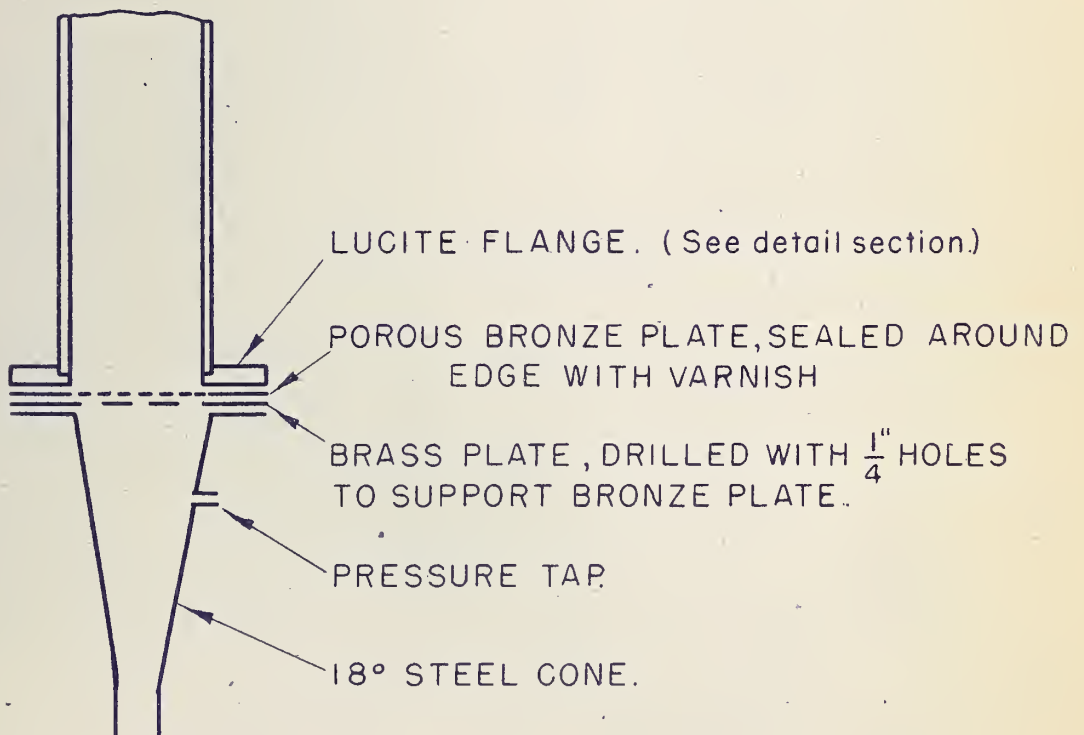 LUCITE FLANGE. (See detail section.)
POROUS BRONZE PLATE, SEALED AROUND
EDGE WITH VARNISH
BRASS PLATE, DRILLED WITH 1/4" HOLES
TO SUPPORT BRONZE PLATE.
PRESSURE TAP.
18° STEEL CONE.